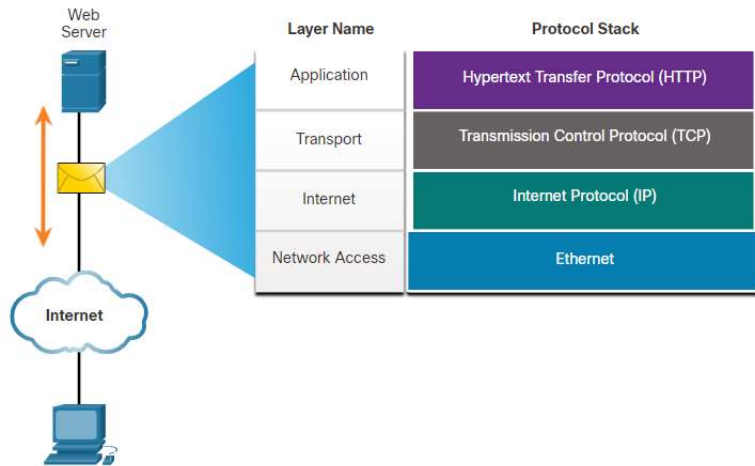 Web
Server
Internet
Layer Name Protocol Stack
Application Hypertext Transfer Protocol (HTTP)
Transport Transmission Control Protocol (TCP)
Internet Internet Protocol (IP)
Network Access Ethernet